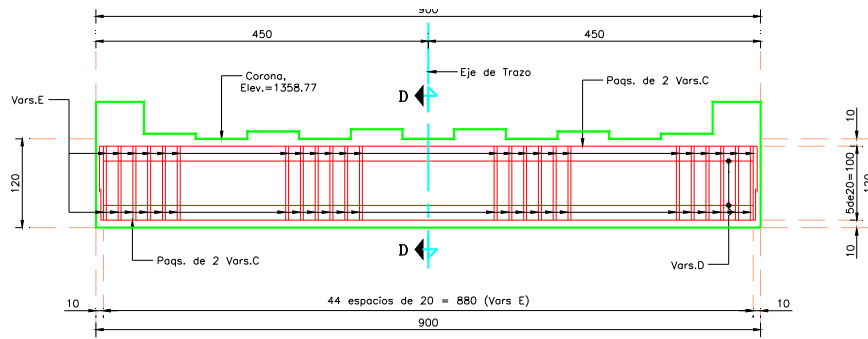 900
450
450
Corona,
Elev.=1358.77
Eje de Trazo
Paqs. de 2 Vars.C
Vars.E
D
10
120
5de20=100
120
D
Paqs. de 2 Vars.C
Vars.D
10
10
44 espacios de 20 = 880 (Vars E)
10
900